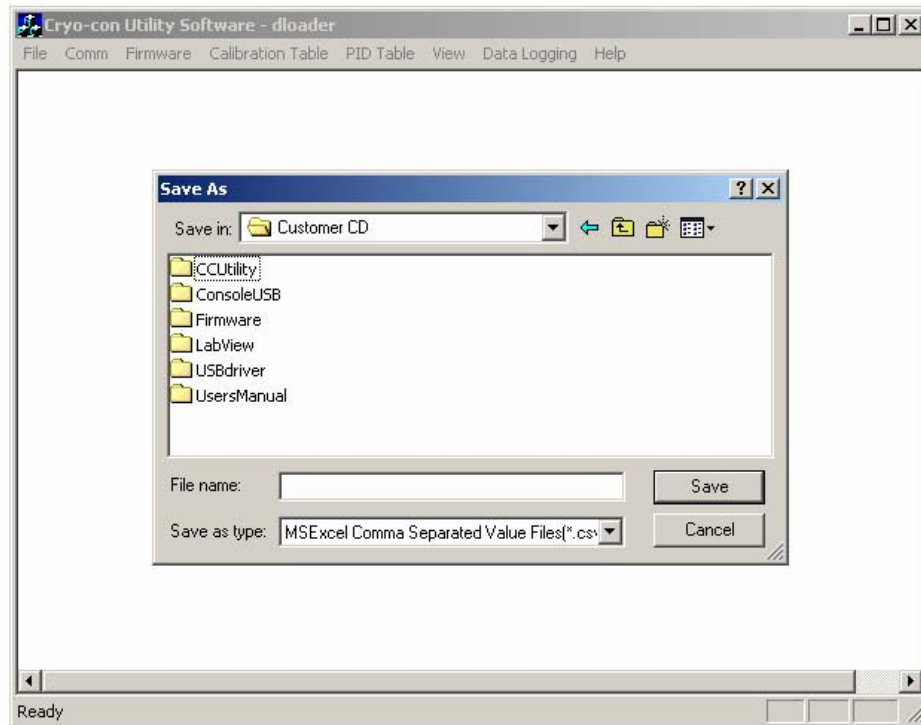 Cryo-con Utility Software - dloader
File Comm Firmware Calibration Table PID Table View Data Logging Help
Save As
Save in: Customer CD
CCUtility
ConsoleUSB
Firmware
LabView
USBdriver
UsersManual
File name: Save
Save as type: MSExcel Comma Separated Value Files(*.csv Cancel
Ready